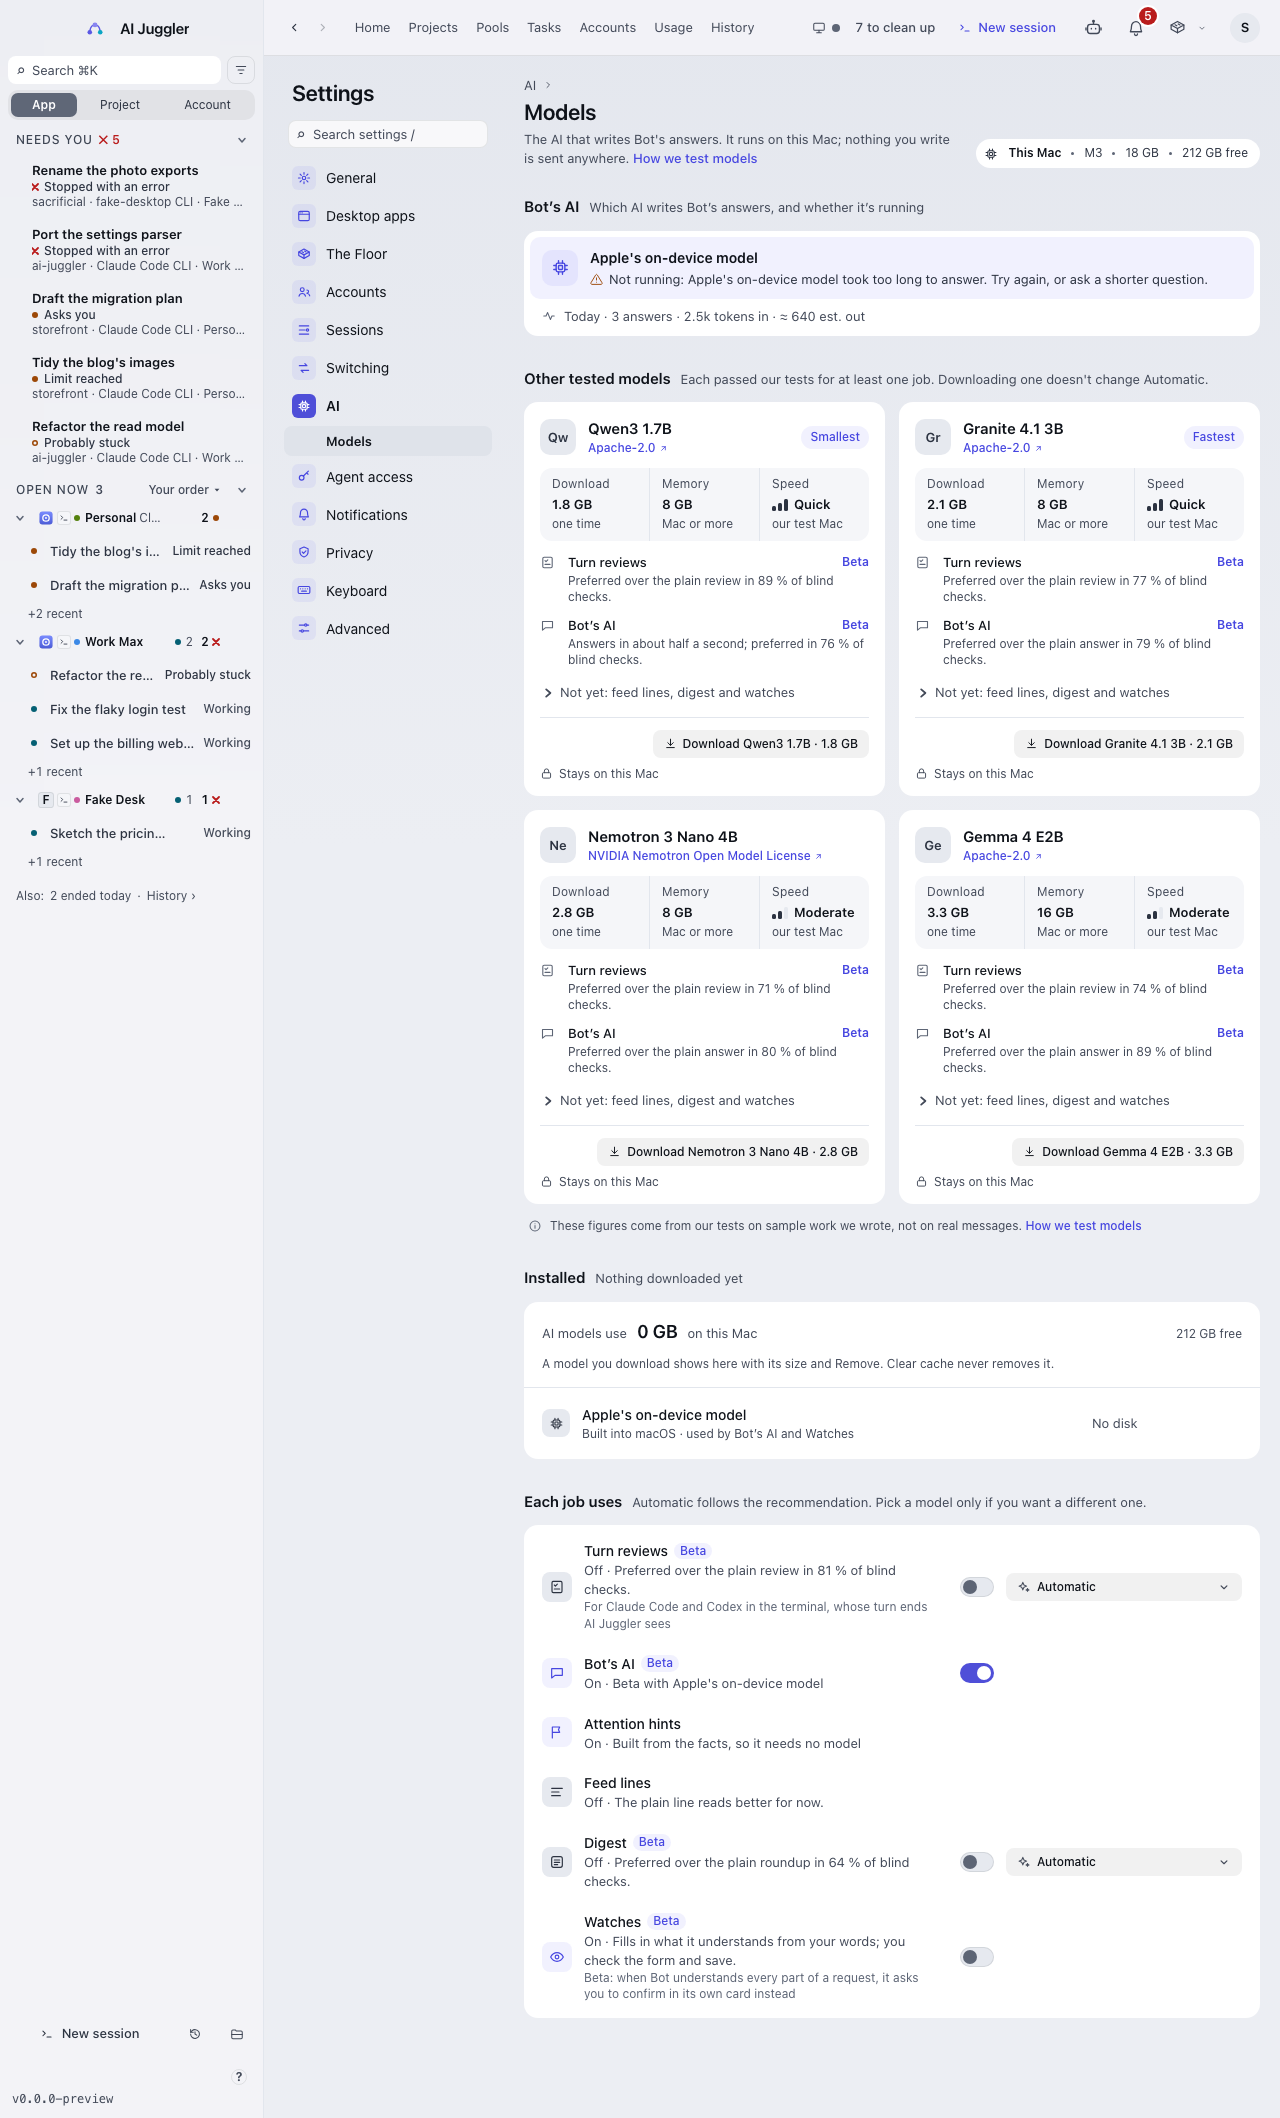 AI Juggler
Search ⌘K
App
Project
Account
NEEDS YOU 5
Rename the photo exports
Stopped with an error
sacrificial · fake-desktop CLI · Fake ...
Port the settings parser
Stopped with an error
ai-juggler · Claude Code CLI · Work ...
Draft the migration plan
Asks you
storefront · Claude Code CLI · Perso...
Tidy the blog's images
Limit reached
storefront · Claude Code CLI · Perso...
Refactor the read model
Probably stuck
ai-juggler · Claude Code CLI · Work ...
OPEN NOW 3
Your order
Personal Cl... 2
Tidy the blog's i... Limit reached
Draft the migration p... Asks you
+2 recent
Work Max 2 2
Refactor the re... Probably stuck
Fix the flaky login test Working
Set up the billing web... Working
+1 recent
F Fake Desk 1 1
Sketch the pricin... Working
+1 recent
Also: 2 ended today · History ›
New session
?
v0.0.0-preview
Home
Projects
Pools
Tasks
Accounts
Usage
History
7 to clean up
New session
5
S
Settings
Search settings /
General
Desktop apps
The Floor
Accounts
Sessions
Switching
AI
Models
Agent access
Notifications
Privacy
Keyboard
Advanced
AI ›
Models
The AI that writes Bot's answers. It runs on this Mac; nothing you write
is sent anywhere. How we test models
This Mac • M3 • 18 GB • 212 GB free
Bot's AI Which AI writes Bot's answers, and whether it's running
Apple's on-device model
Not running: Apple's on-device model took too long to answer. Try again, or ask a shorter question.
Today · 3 answers · 2.5k tokens in · ≈ 640 est. out
Other tested models Each passed our tests for at least one job. Downloading one doesn't change Automatic.
Qw
Qwen3 1.7B
Apache-2.0 ↗
Smallest
Download
1.8 GB
one time
Memory
8 GB
Mac or more
Speed
Quick
our test Mac
Turn reviews Beta
Preferred over the plain review in 89 % of blind
checks.
Bot's AI Beta
Answers in about half a second; preferred in 76 % of
blind checks.
Not yet: feed lines, digest and watches
Download Qwen3 1.7B · 1.8 GB
Stays on this Mac
Gr
Granite 4.1 3B
Apache-2.0 ↗
Fastest
Download
2.1 GB
one time
Memory
8 GB
Mac or more
Speed
Quick
our test Mac
Turn reviews Beta
Preferred over the plain review in 77 % of blind
checks.
Bot's AI Beta
Preferred over the plain answer in 79 % of blind
checks.
Not yet: feed lines, digest and watches
Download Granite 4.1 3B · 2.1 GB
Stays on this Mac
Ne
Nemotron 3 Nano 4B
NVIDIA Nemotron Open Model License ↗
Download
2.8 GB
one time
Memory
8 GB
Mac or more
Speed
Moderate
our test Mac
Turn reviews Beta
Preferred over the plain review in 71 % of blind
checks.
Bot's AI Beta
Preferred over the plain answer in 80 % of blind
checks.
Not yet: feed lines, digest and watches
Download Nemotron 3 Nano 4B · 2.8 GB
Stays on this Mac
Ge
Gemma 4 E2B
Apache-2.0 ↗
Download
3.3 GB
one time
Memory
16 GB
Mac or more
Speed
Moderate
our test Mac
Turn reviews Beta
Preferred over the plain review in 74 % of blind
checks.
Bot's AI Beta
Preferred over the plain answer in 89 % of blind
checks.
Not yet: feed lines, digest and watches
Download Gemma 4 E2B · 3.3 GB
Stays on this Mac
These figures come from our tests on sample work we wrote, not on real messages. How we test models
Installed Nothing downloaded yet
AI models use 0 GB on this Mac
212 GB free
A model you download shows here with its size and Remove. Clear cache never removes it.
Apple's on-device model
Built into macOS · used by Bot's AI and Watches
No disk
Each job uses Automatic follows the recommendation. Pick a model only if you want a different one.
Turn reviews Beta
Off · Preferred over the plain review in 81 % of blind
checks.
For Claude Code and Codex in the terminal, whose turn ends
AI Juggler sees
Automatic
Bot's AI Beta
On · Beta with Apple's on-device model
Attention hints
On · Built from the facts, so it needs no model
Feed lines
Off · The plain line reads better for now.
Digest Beta
Off · Preferred over the plain roundup in 64 % of blind
checks.
Automatic
Watches Beta
On · Fills in what it understands from your words; you
check the form and save.
Beta: when Bot understands every part of a request, it asks
you to confirm in its own card instead